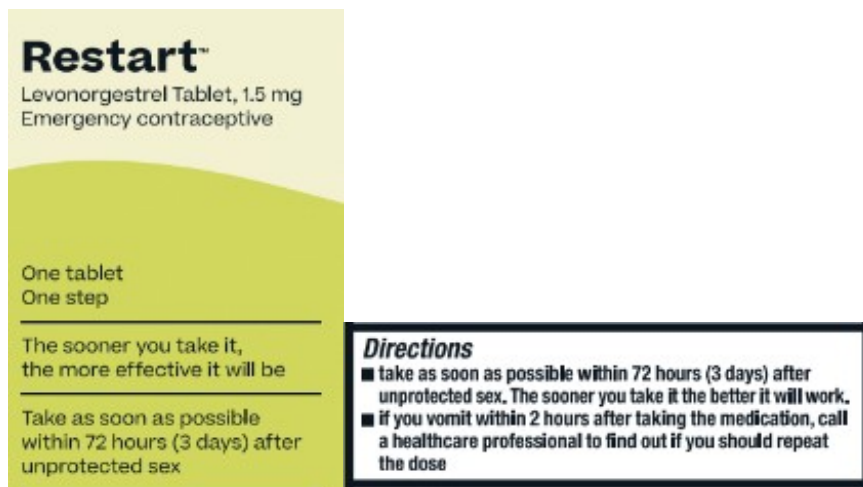 Restart™
Levonorgestrel Tablet, 1.5 mg
Emergency contraceptive
One tablet
One step
The sooner you take it,
the more effective it will be
Take as soon as possible
within 72 hours (3 days) after
unprotected sex
Directions
■ take as soon as possible within 72 hours (3 days) after
unprotected sex. The sooner you take it the better it will work.
■ if you vomit within 2 hours after taking the medication, call
a healthcare professional to find out if you should repeat
the dose